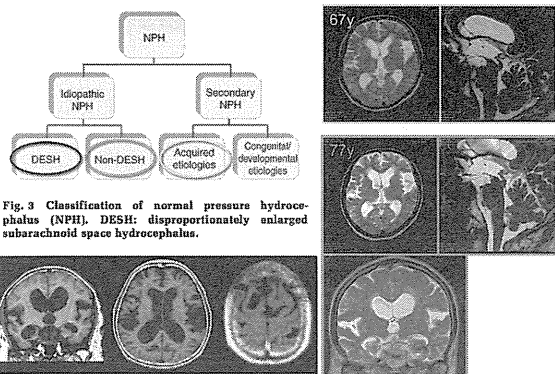 NPH
Idiopathic
NPH
Secondary
NPH
DESH
Non-DESH
Acquired
etiologies
Congenital/
developmental
etiologies
Fig. 3 Classification of normal pressure hydroce-
phalus (NPH). DESH: disproportionately enlarged
subarachnoid space hydrocephalus.
67y
77y